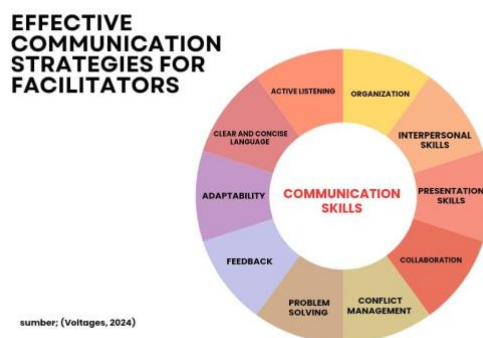 EFFECTIVE
COMMUNICATION
STRATEGIES FOR
FACILITATORS
ACTIVE LISTENING
ORGANIZATION
CLEAR AND CONCISE
LANGUAGE
INTERPERSONAL
SKILLS
ADAPTABILITY
COMMUNICATION
SKILLS
PRESENTATION
SKILLS
FEEDBACK
COLLABORATION
PROBLEM
SOLVING
CONFLICT
MANAGEMENT
sumber; (Voltages, 2024)